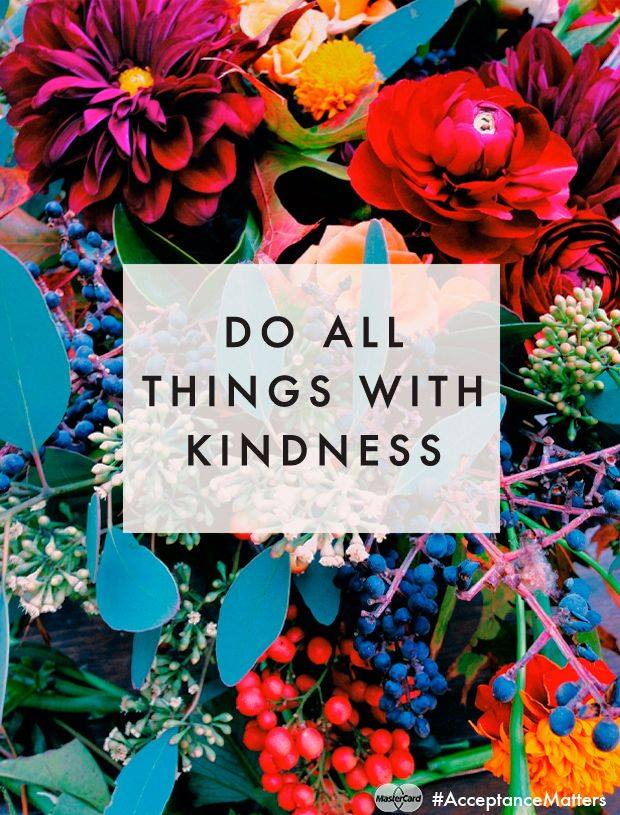 DO ALL
THINGS WITH
KINDNESS
MasterCard #AcceptanceMatters